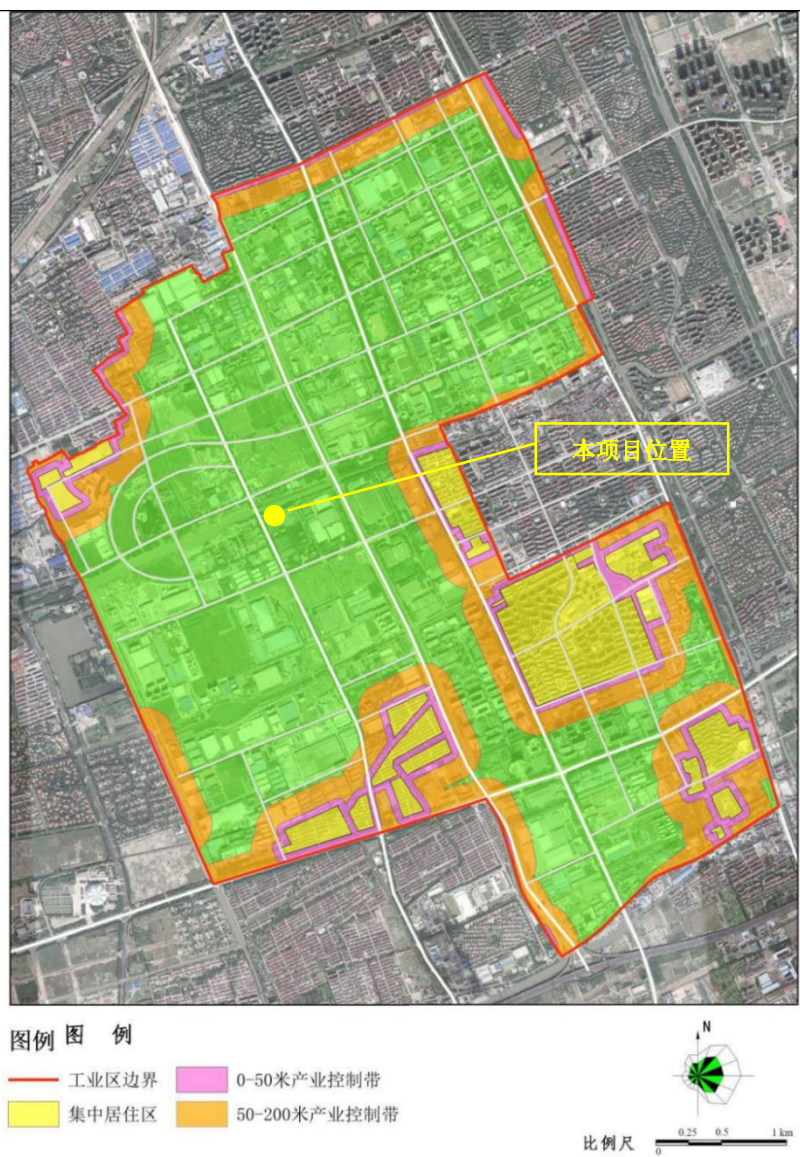 本项目位置
图例 图 例
N
工业区边界
0-50米产业控制带
集中居住区
50-200米产业控制带
比例尺
0 0.25 0.5 1 km